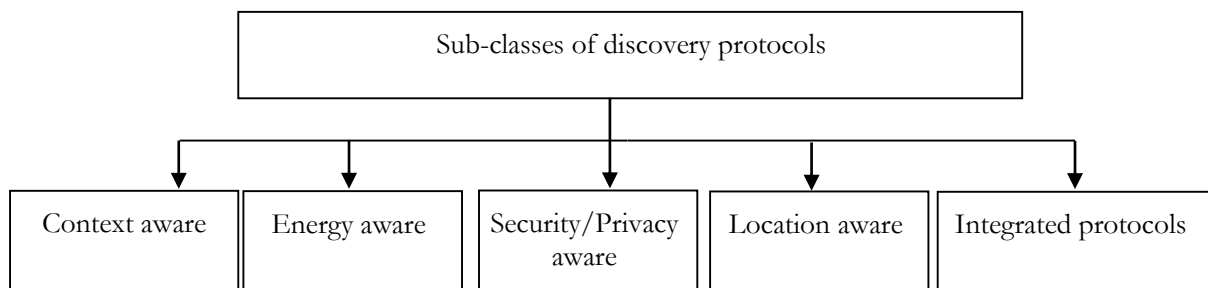 Sub-classes of discovery protocols
Context aware
Energy aware
Security/Privacy
aware
Location aware
Integrated protocols